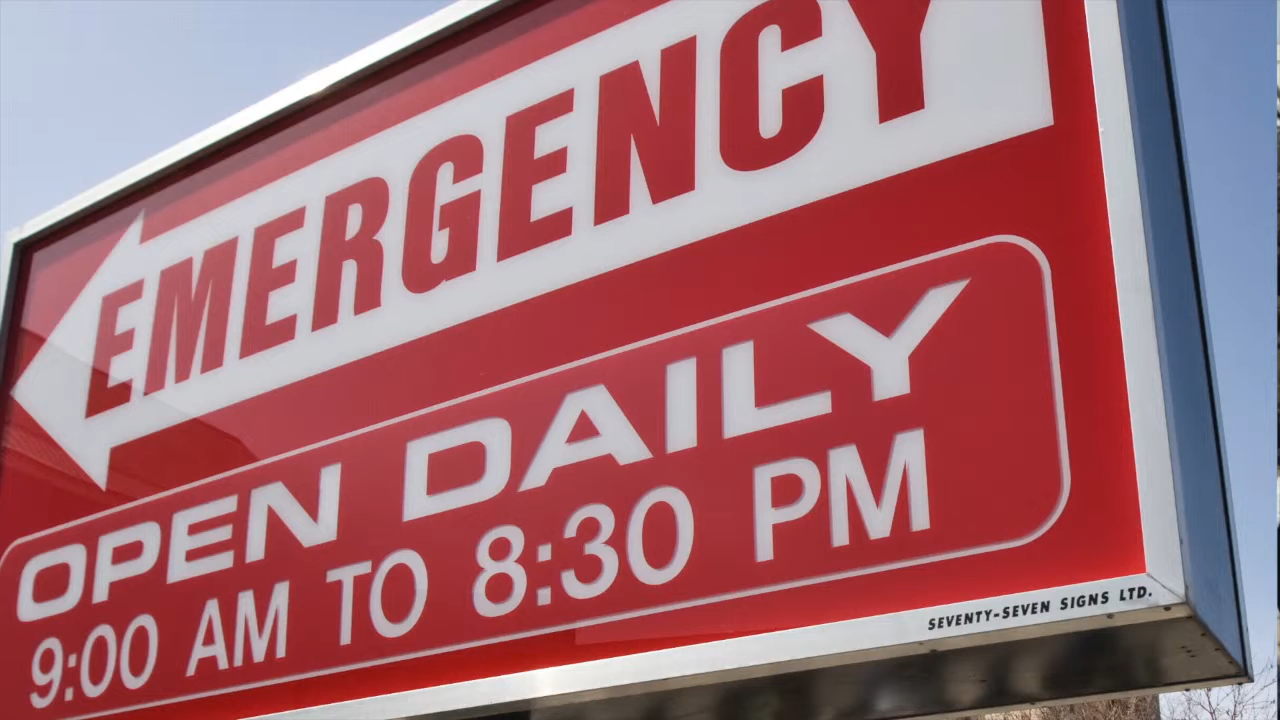 EMERGENCY
OPEN DAILY
9:00 AM TO 8:30 PM
SEVENTY-SEVEN SIGNS LTD.